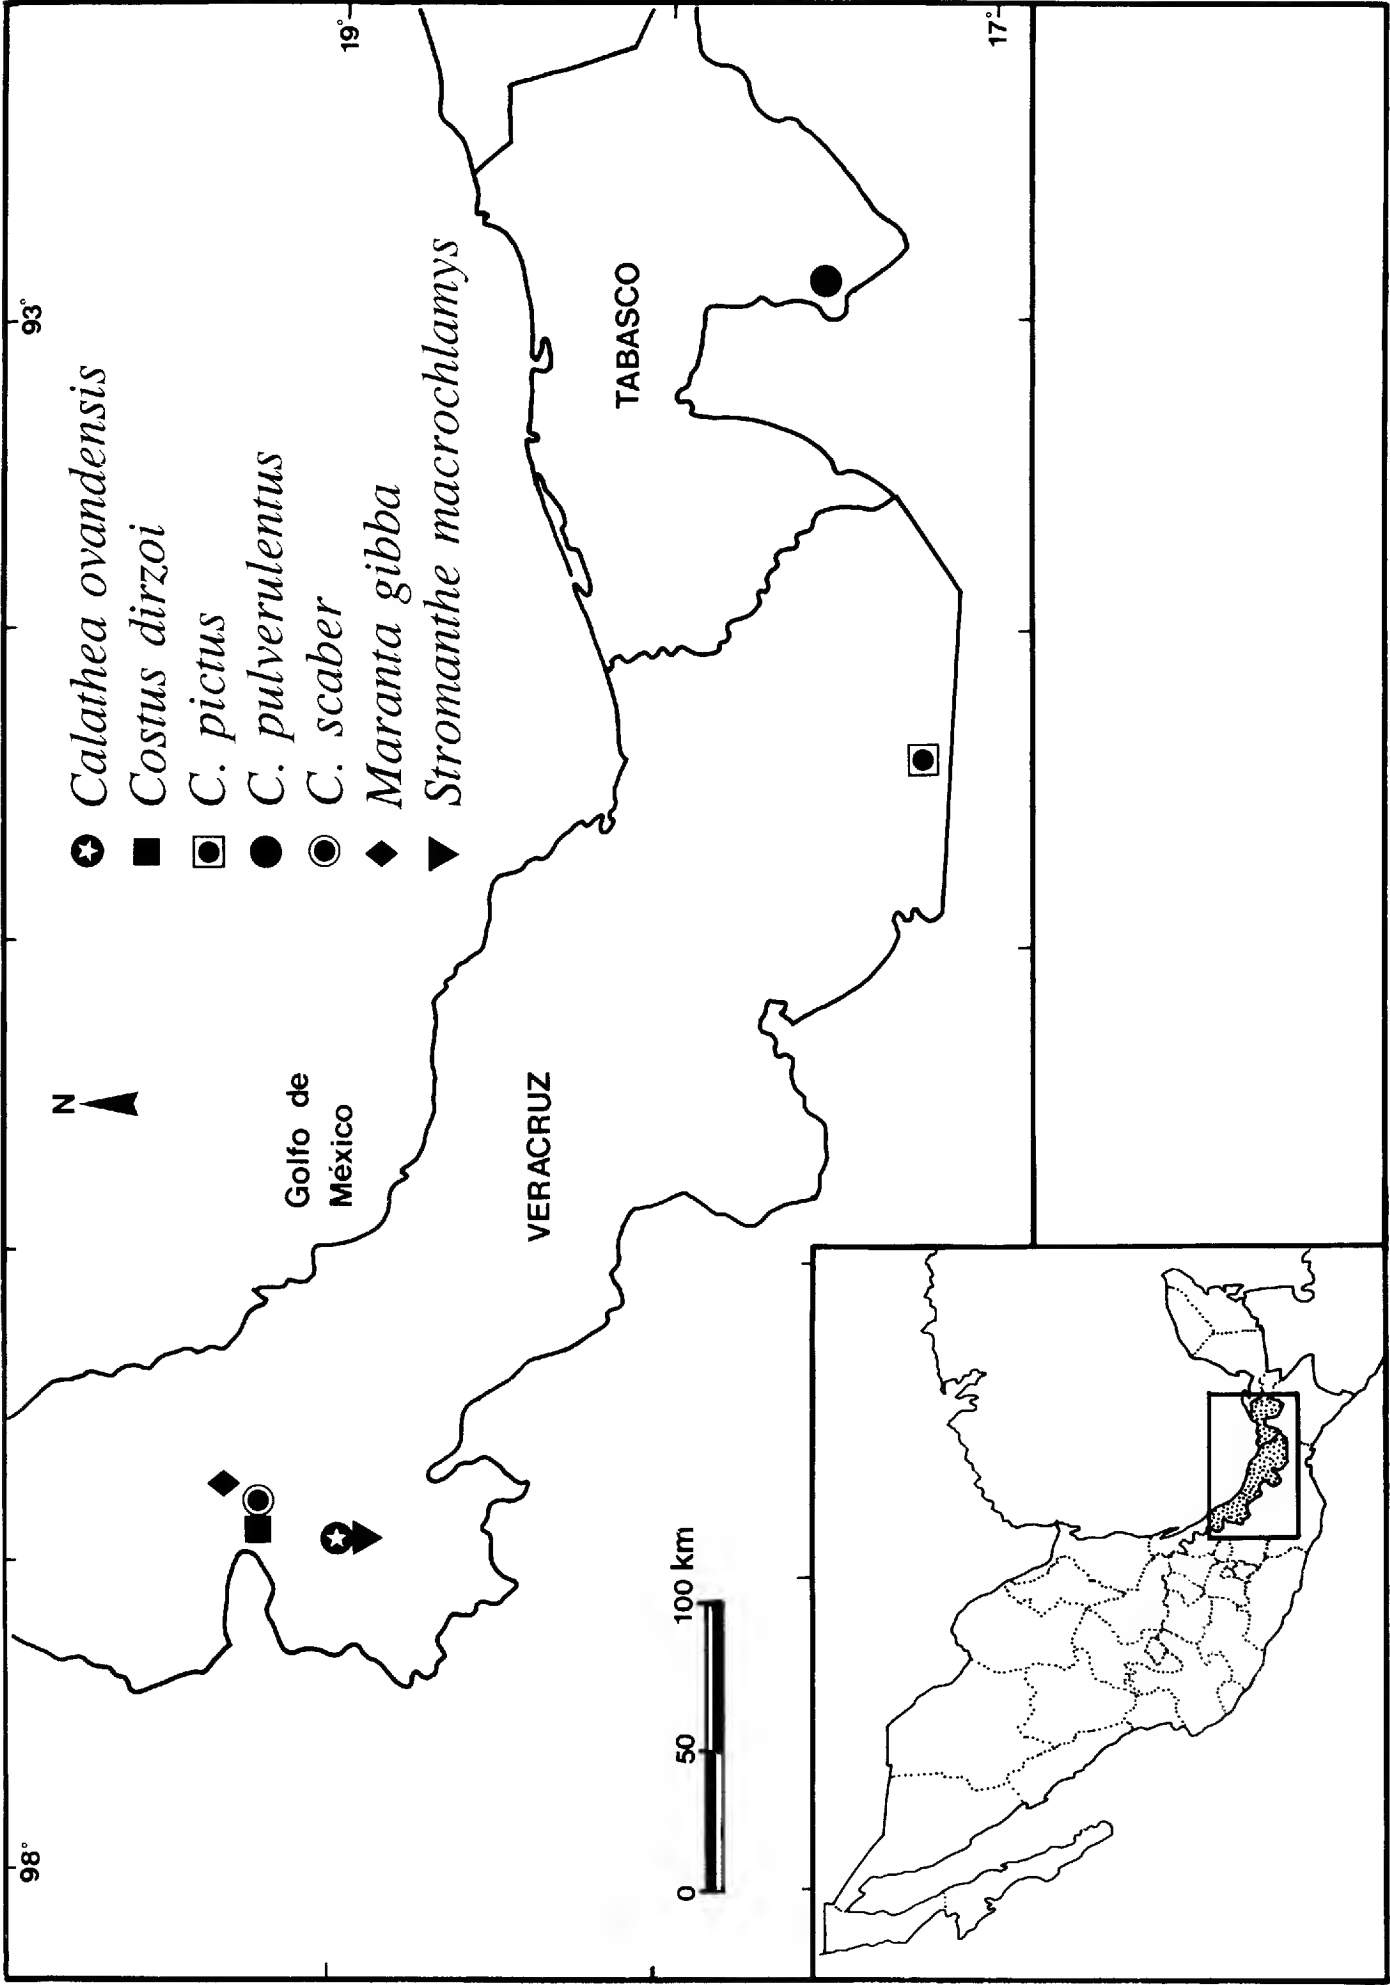 98°
93°
N
Calathea ovandensis
Costus dirzoi
C. pictus
C. pulverulentus
C. scaber
Maranta gibba
Stromanthe macrochlamys
Golfo de
México
19°
VERACRUZ
TABASCO
0 50 100 km
17°